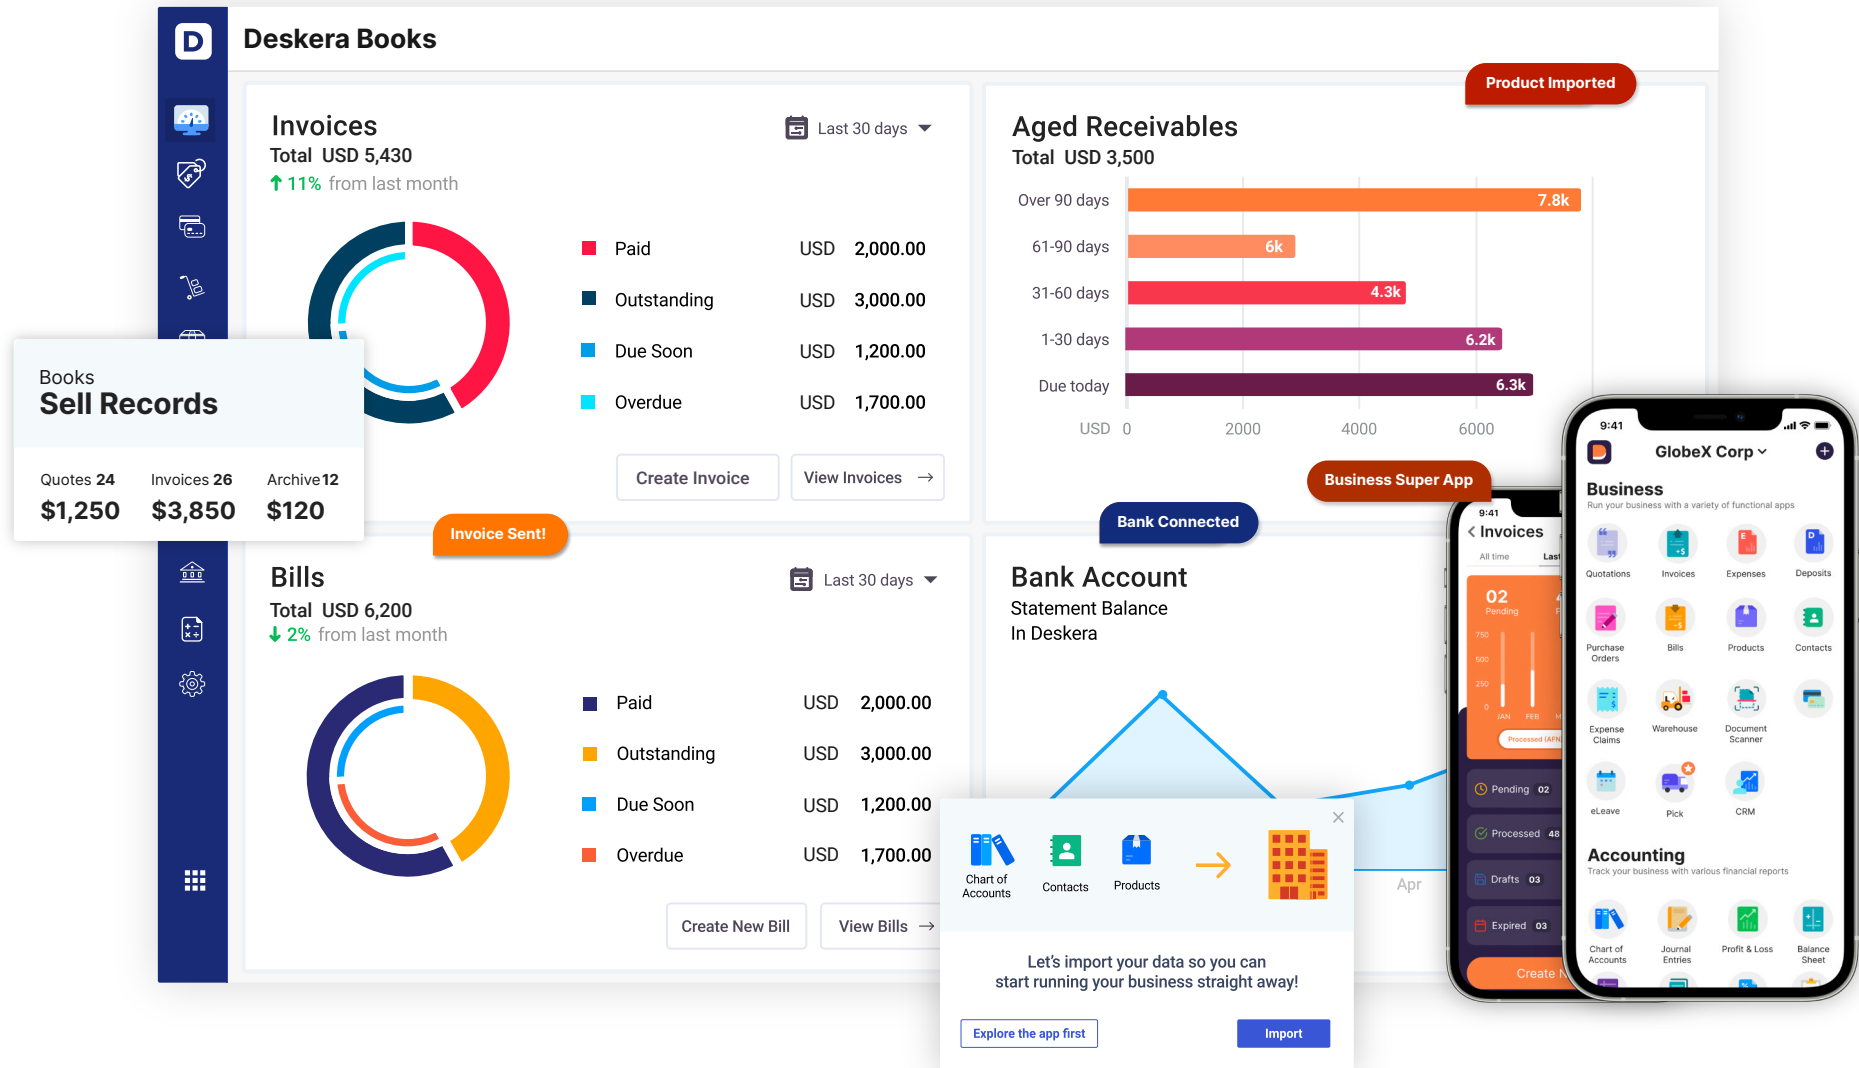 D
Deskera Books
Product Imported
Invoices
Total USD 5,430
11% from last month
Last 30 days
Paid USD 2,000.00
Outstanding USD 3,000.00
Due Soon USD 1,200.00
Overdue USD 1,700.00
Create Invoice
View Invoices
Aged Receivables
Total USD 3,500
Over 90 days 7.8k
61-90 days 6k
31-60 days 4.3k
1-30 days 6.2k
Due today 6.3k
USD 0 2000 4000 6000
Books
Sell Records
Quotes 24 Invoices 26 Archive 12
$1,250 $3,850 $120
Invoice Sent!
Bank Connected
Business Super App
Bills
Total USD 6,200
2% from last month
Last 30 days
Paid USD 2,000.00
Outstanding USD 3,000.00
Due Soon USD 1,200.00
Overdue USD 1,700.00
Create New Bill
View Bills
Bank Account
Statement Balance
In Deskera
Apr
Chart of
Accounts
Contacts
Products
Let's import your data so you can
start running your business straight away!
Explore the app first
Import
9:41
Invoices
All time Last
02
Pending
750
500
250
0
JAN FEB
Processed (AFN
Pending 02
Processed 48
Drafts 03
Expired 03
Create N
9:41
GlobeX Corp
Business
Run your business with a variety of functional apps
Quotations Invoices Expenses Deposits
Purchase
Orders
Bills Products Contacts
Expense
Claims
Warehouse
Document
Scanner
eLeave Pick CRM
Accounting
Track your business with various financial reports
Chart of
Accounts
Journal
Entries
Profit & Loss
Balance
Sheet